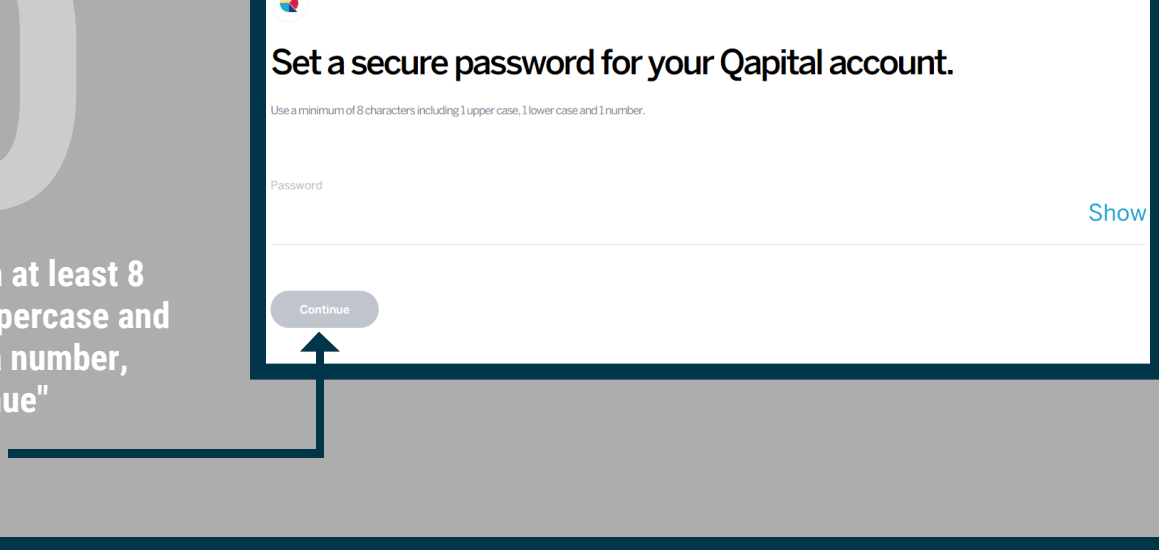 Set a secure password for your Qapital account.
Use a minimum of 8 characters including 1 upper case, 1 lower case and 1 number.
Password
Show
Continue
at least 8
percase and
number,
ue"